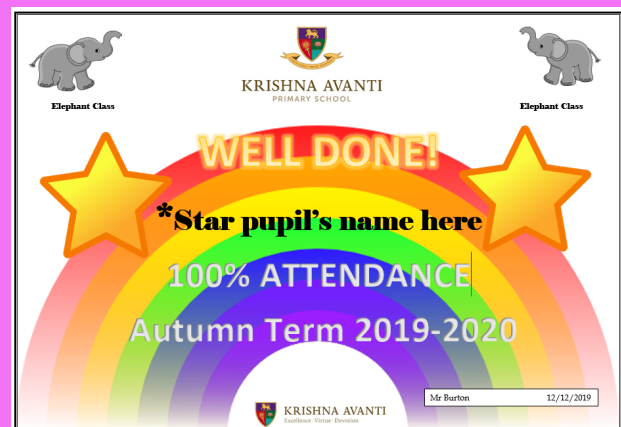 KRISHNA AVANTI
PRIMARY SCHOOL
Elephant Class
Elephant Class
WELL DONE!
*Star pupil's name here
100% ATTENDANCE
Autumn Term 2019-2020
Mr Burton 12/12/2019
KRISHNA AVANTI
Excellence · Virtue · Devotion